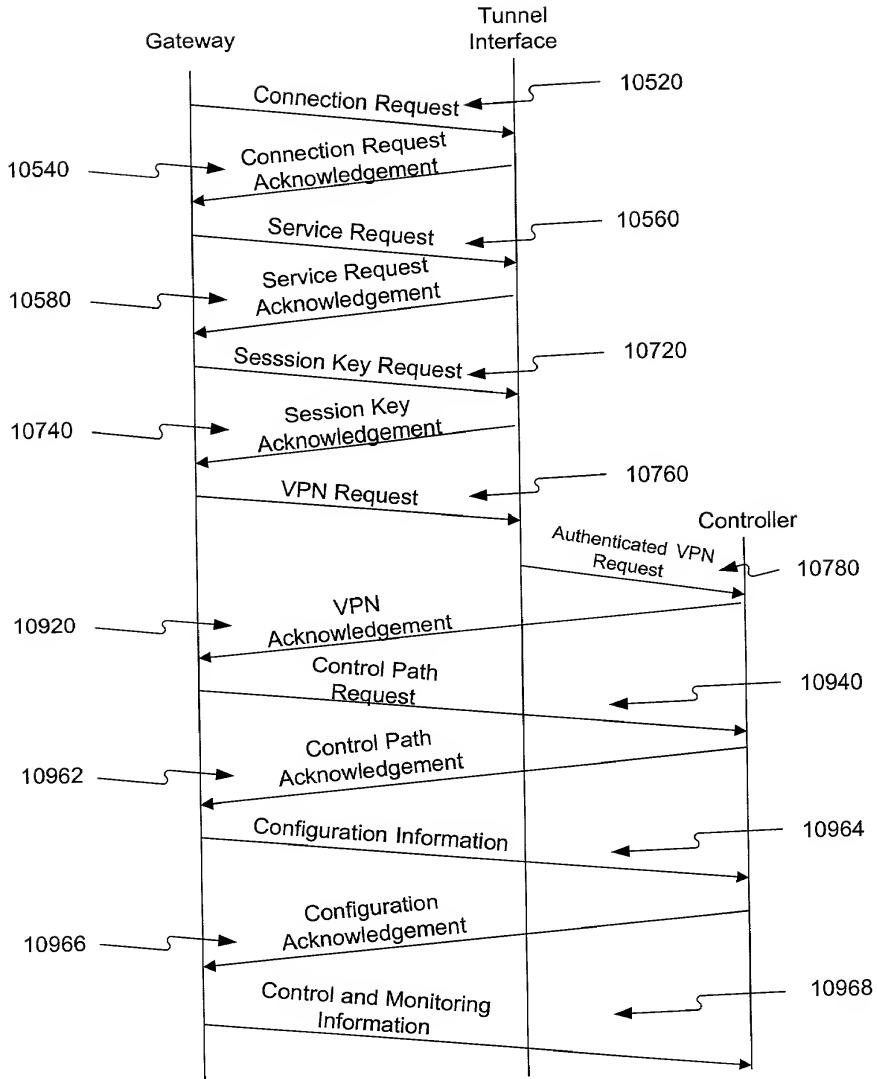 Gateway
Tunnel
Interface
Connection Request
10520
10540
Connection Request
Acknowledgement
Service Request
10560
10580
Service Request
Acknowledgement
Sesssion Key Request
10720
10740
Session Key
Acknowledgement
VPN Request
10760
Controller
Authenticated VPN
Request
10780
10920
VPN
Acknowledgement
Control Path
Request
10940
10962
Control Path
Acknowledgement
Configuration Information
10964
10966
Configuration
Acknowledgement
Control and Monitoring
Information
10968